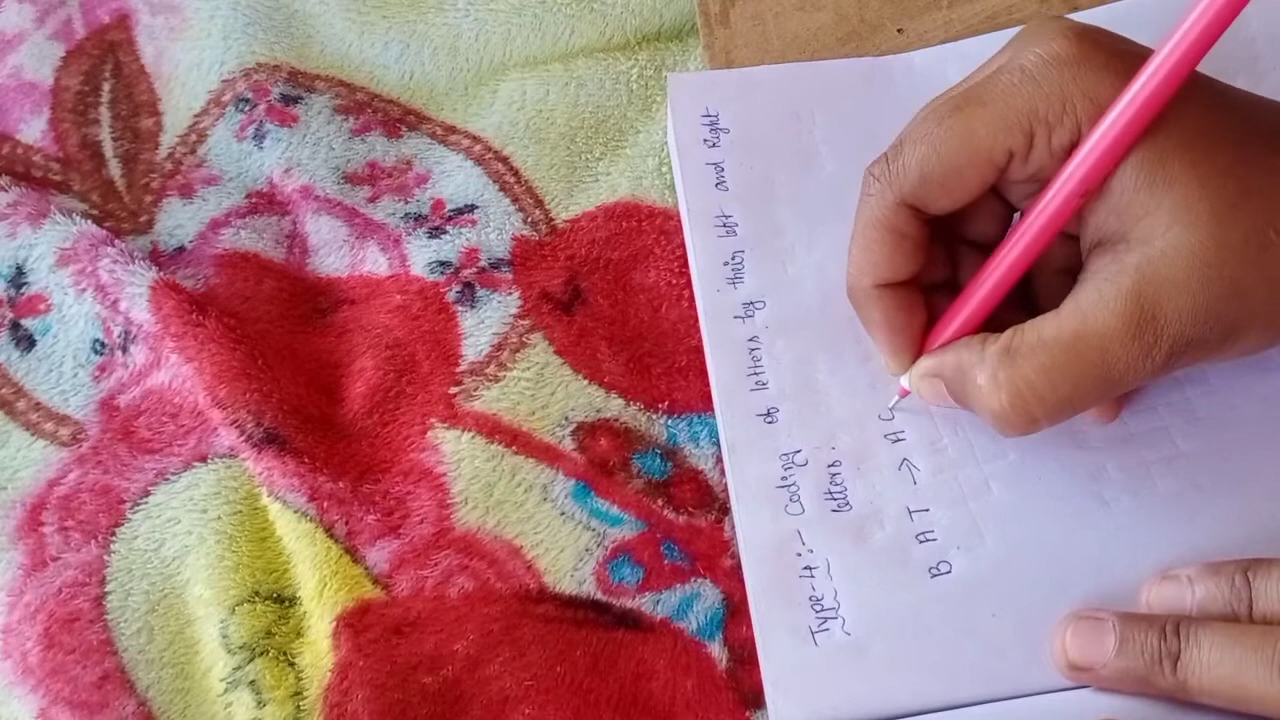 Type-4:- Coding of letters by their left and Right
letters.
B A T → A C